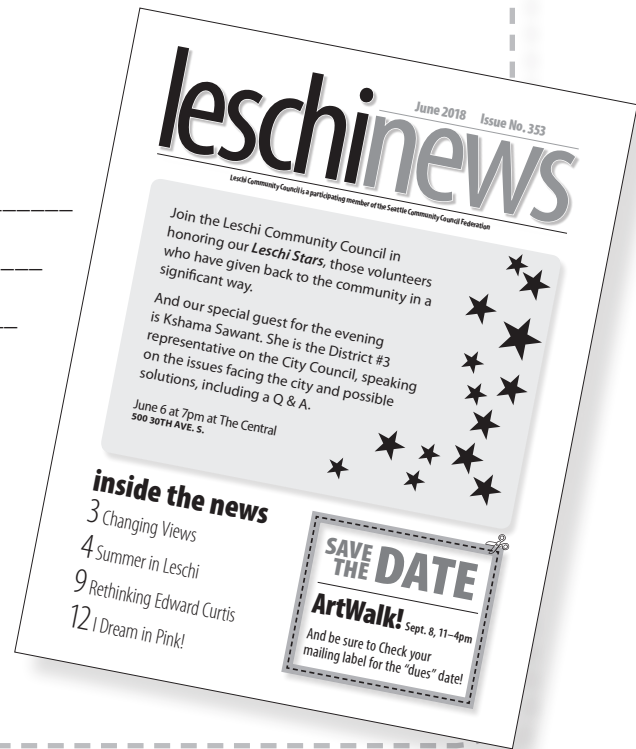 June 2018 Issue No. 353
leschinews
Leschi Community Council is a participating member of the Seattle Community Council Federation
Join the Leschi Community Council in
honoring our Leschi Stars, those volunteers
who have given back to the community in a
significant way.
And our special guest for the evening
is Kshama Sawant. She is the District #3
representative on the City Council, speaking
on the issues facing the city and possible
solutions, including a Q & A.
June 6 at 7pm at The Central
500 30TH AVE. S.
inside the news
3 Changing Views
4 Summer in Leschi
9 Rethinking Edward Curtis
12 I Dream in Pink!
SAVE
THE DATE
ArtWalk! Sept. 8, 11–4pm
And be sure to Check your
mailing label for the “dues” date!